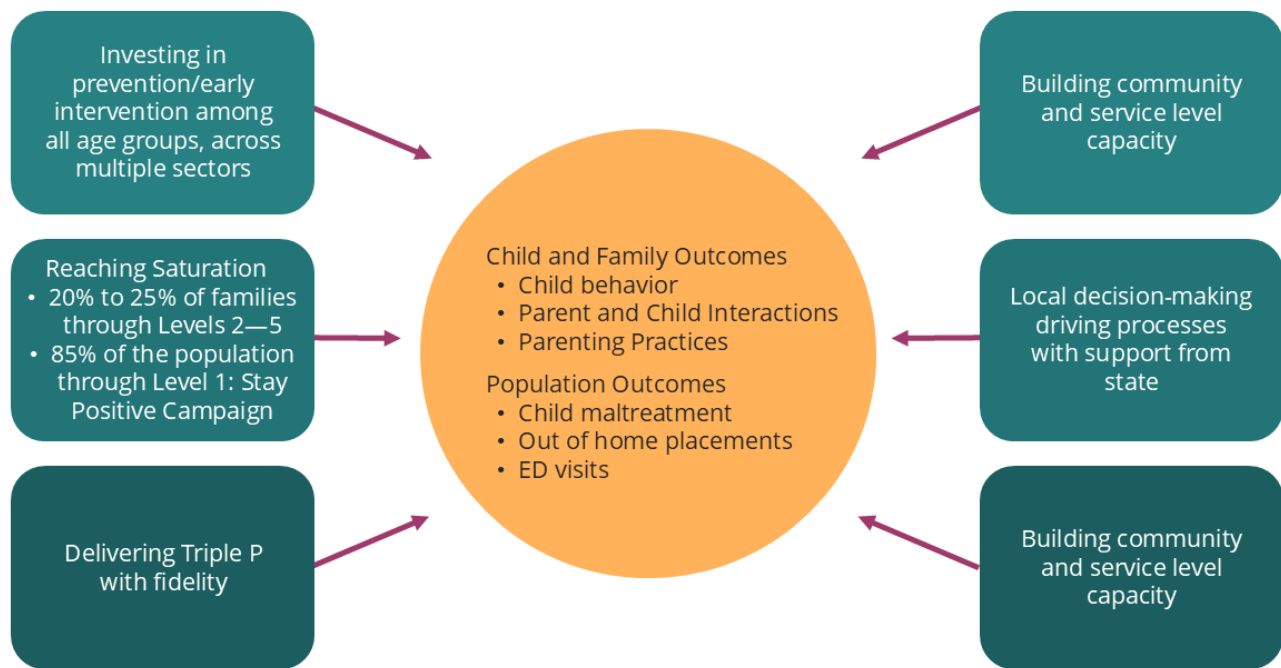 Investing in
prevention/early
intervention among
all age groups, across
multiple sectors
Reaching Saturation
• 20% to 25% of families
through Levels 2—5
• 85% of the population
through Level 1: Stay
Positive Campaign
Delivering Triple P
with fidelity
Child and Family Outcomes
• Child behavior
• Parent and Child Interactions
• Parenting Practices
Population Outcomes
• Child maltreatment
• Out of home placements
• ED visits
Building community
and service level
capacity
Local decision-making
driving processes
with support from
state
Building community
and service level
capacity